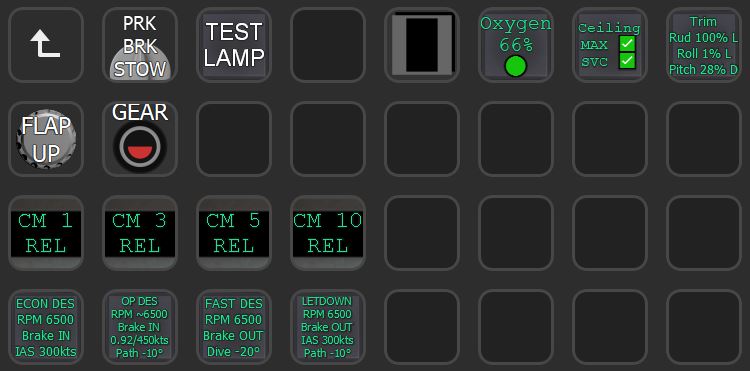 PRK
BRK
STOW
TEST
LAMP
Oxygen
66%
Ceiling
MAX
SVC
Trim
Rud 100% L
Roll 1% L
Pitch 28% D
FLAP
UP
GEAR
CM 1
REL
CM 3
REL
CM 5
REL
CM 10
REL
ECON DES
RPM 6500
Brake IN
IAS 300kts
OP DES
RPM ~6500
Brake IN
0.92/450kts
Path -10°
FAST DES
RPM 6500
Brake OUT
Dive -20º
LETDOWN
RPM 6500
Brake OUT
IAS 300kts
Path -10°